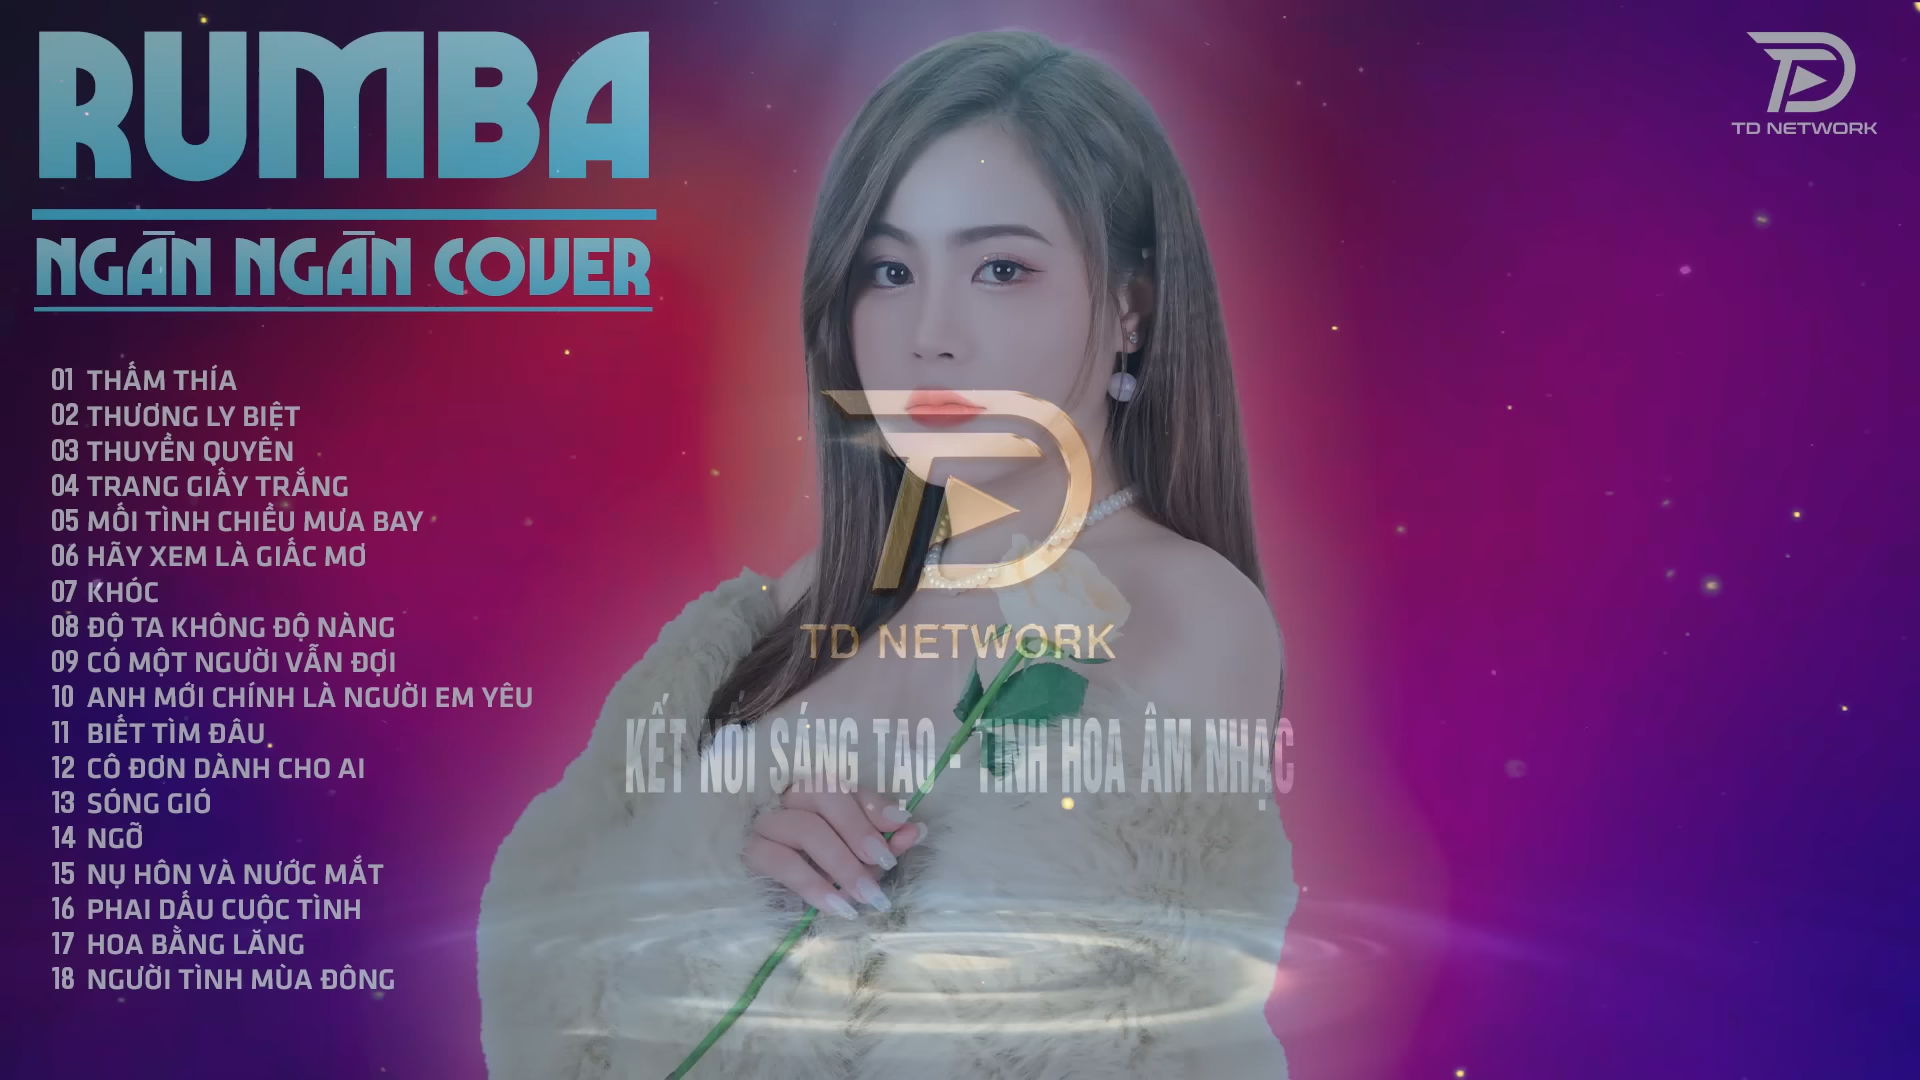 RUMBA
NGÂN NGÂN COVER
TD NETWORK
01 THẤM THÍA
02 THƯƠNG LY BIỆT
03 THUYỀN QUYÊN
04 TRANG GIẤY TRẮNG
05 MỐI TÌNH CHIỀU MƯA BAY
06 HÃY XEM LÀ GIẤC MƠ
07 KHÓC
08 ĐỘ TA KHÔNG ĐỘ NÀNG
09 CÓ MỘT NGƯỜI VẪN ĐỢI
10 ANH MỚI CHÍNH LÀ NGƯỜI EM YÊU
11 BIẾT TÌM ĐÂU
12 CÔ ĐƠN DÀNH CHO AI
13 SÓNG GIÓ
14 NGỠ
15 NỤ HÔN VÀ NƯỚC MẮT
16 PHAI DẤU CUỘC TÌNH
17 HOA BẰNG LĂNG
18 NGƯỜI TÌNH MÙA ĐÔNG
TD NETWORK
KẾT NỐI SÁNG TẠO - TINH HOA ÂM NHẠC